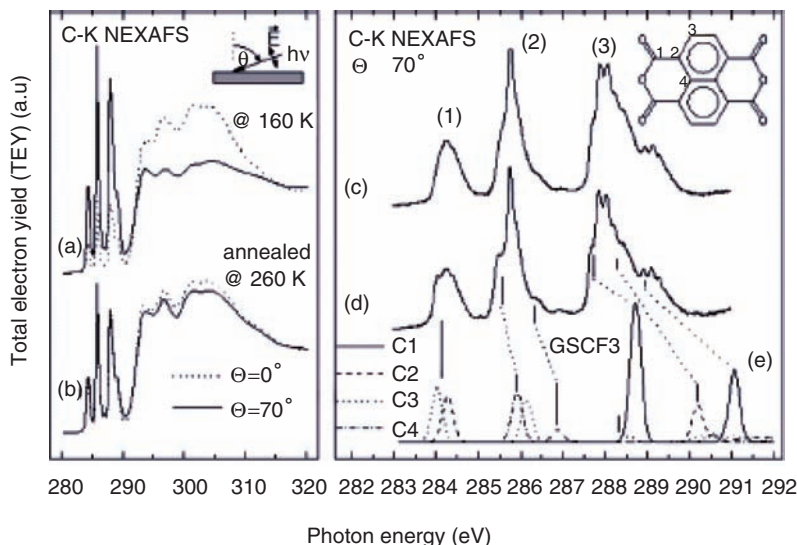 Total electron yield (TEY) (a.u)
C-K NEXAFS
E
θ
hν
@ 160 K
(a)
annealed
@ 260 K
(b)
Θ=0°
Θ=70°
280 290 300 310 320
C-K NEXAFS
Θ 70°
(1)
(2)
(3)
3
1 2
4
O O
O O
O O
(c)
(d)
GSCF3
(e)
C1
C2
C3
C4
282 283 284 285 286 287 288 289 290 291 292
Photon energy (eV)